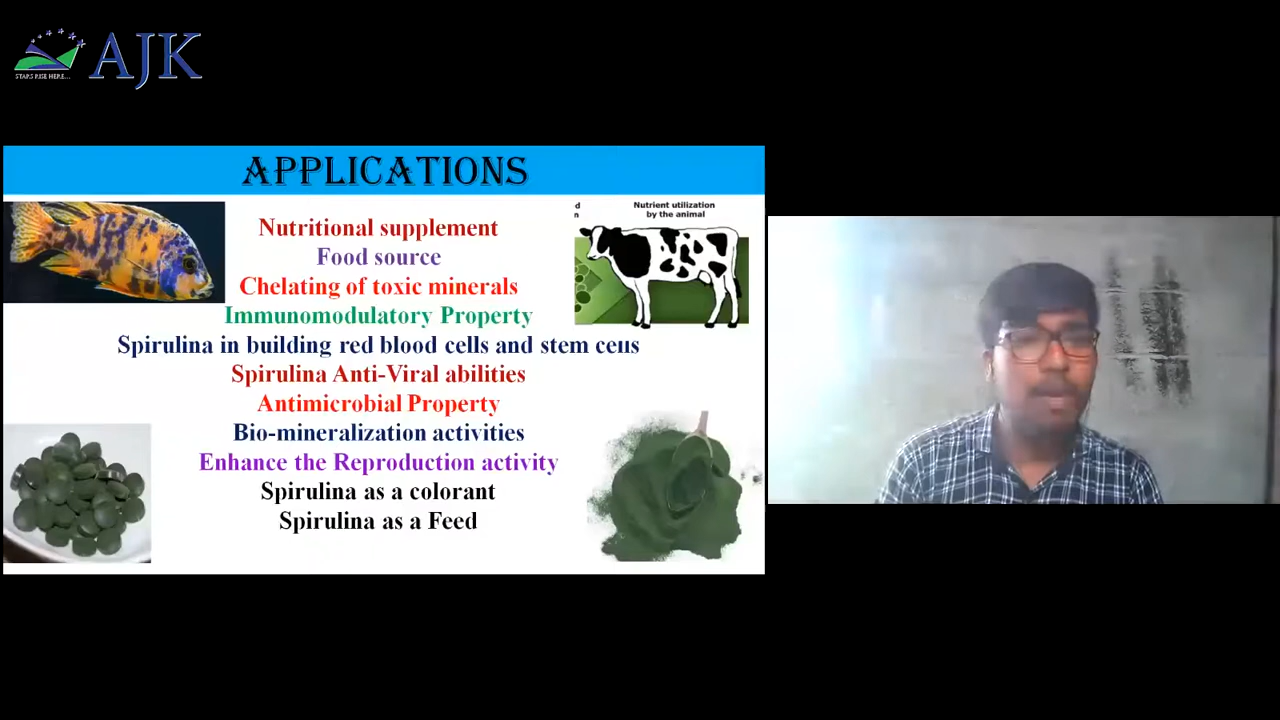 AJK
STARS RISE HERE...
APPLICATIONS
d
n
Nutrient utilization
by the animal
Nutritional supplement
Food source
Chelating of toxic minerals
Immunomodulatory Property
Spirulina in building red blood cells and stem cells
Spirulina Anti-Viral abilities
Antimicrobial Property
Bio-mineralization activities
Enhance the Reproduction activity
Spirulina as a colorant
Spirulina as a Feed